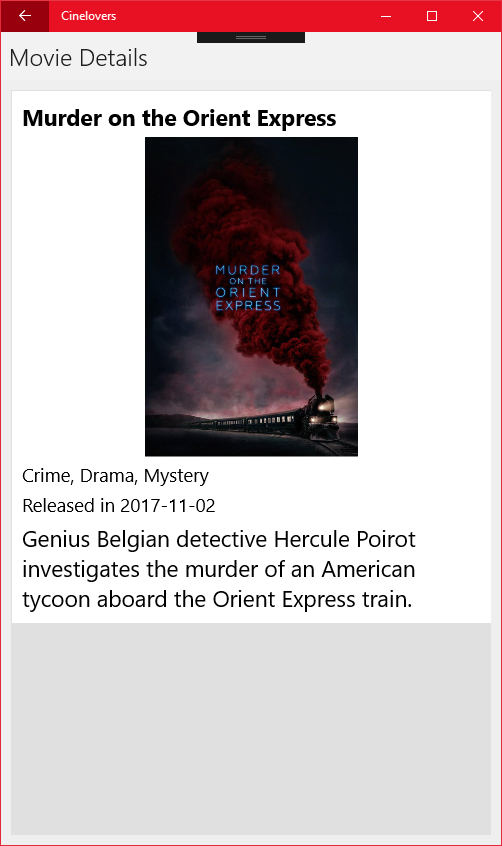 Cinelovers
Movie Details
Murder on the Orient Express
MURDER
ON THE
ORIENT
EXPRESS
Crime, Drama, Mystery
Released in 2017-11-02
Genius Belgian detective Hercule Poirot
investigates the murder of an American
tycoon aboard the Orient Express train.